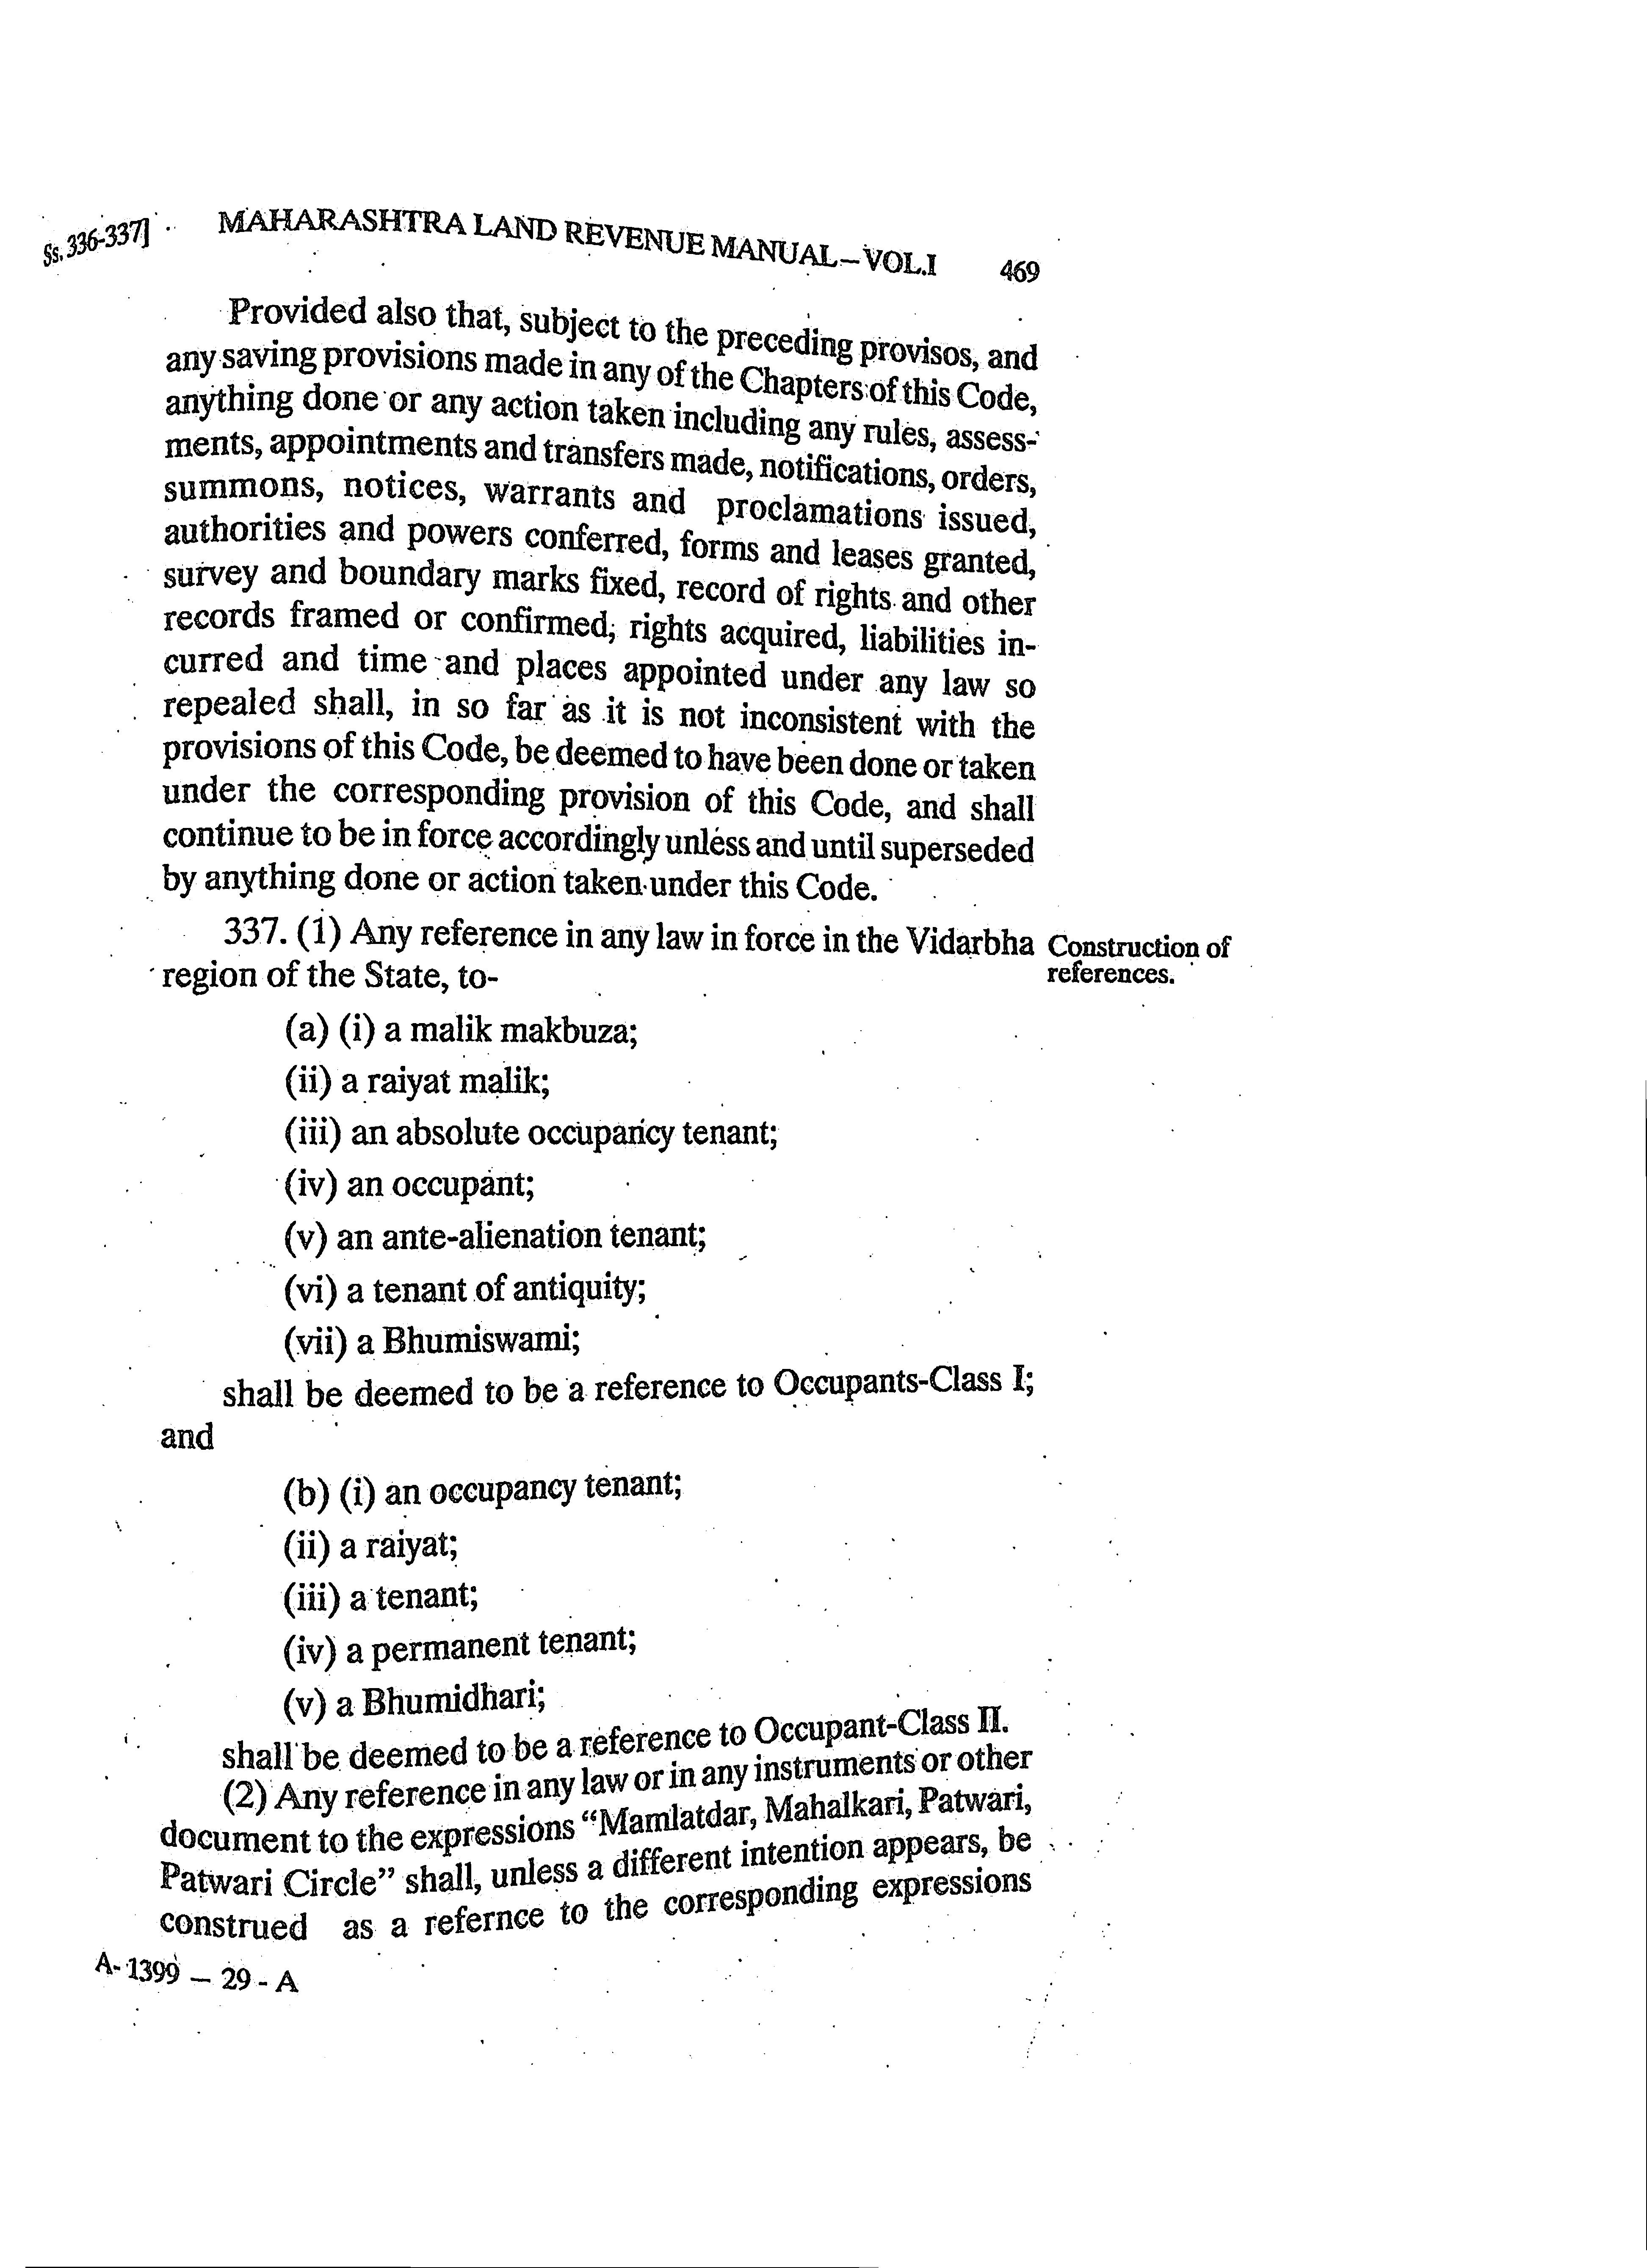 §s. 336-337] MAHARASHTRA LAND REVENUE MANUAL – VOL.I 469
Provided also that, subject to the preceding provisos, and
any saving provisions made in any of the Chapters of this Code,
anything done or any action taken including any rules, assess-
ments, appointments and transfers made, notifications, orders,
summons, notices, warrants and proclamations issued,
authorities and powers conferred, forms and leases granted,
survey and boundary marks fixed, record of rights and other
records framed or confirmed, rights acquired, liabilities in-
curred and time and places appointed under any law so
repealed shall, in so far as it is not inconsistent with the
provisions of this Code, be deemed to have been done or taken
under the corresponding provision of this Code, and shall
continue to be in force accordingly unless and until superseded
by anything done or action taken under this Code.
337. (1) Any reference in any law in force in the Vidarbha Construction of
region of the State, to- references.
(a) (i) a malik makbuza;
(ii) a raiyat malik;
(iii) an absolute occupancy tenant;
(iv) an occupant;
(v) an ante-alienation tenant;
(vi) a tenant of antiquity;
(vii) a Bhumiswami;
shall be deemed to be a reference to Occupants-Class I;
and
(b) (i) an occupancy tenant;
(ii) a raiyat;
(iii) a tenant;
(iv) a permanent tenant;
(v) a Bhumidhari;
shall be deemed to be a reference to Occupant-Class II.
(2) Any reference in any law or in any instruments or other
document to the expressions “Mamlatdar, Mahalkari, Patwari,
Patwari Circle” shall, unless a different intention appears, be
construed as a refernce to the corresponding expressions
A- 1399 – 29 - A